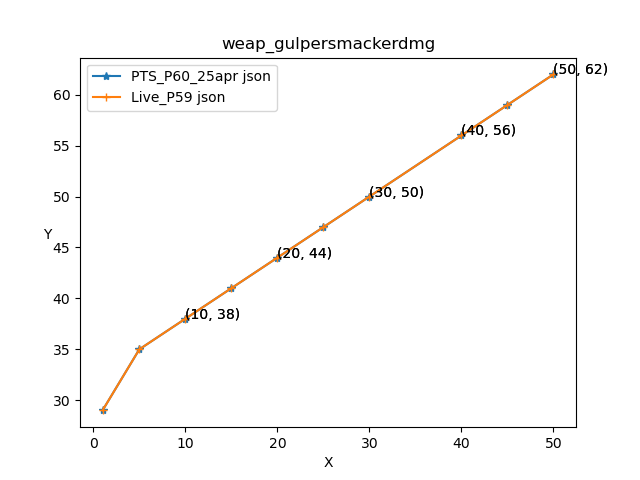 weap_gulpersmackerdmg
PTS_P60_25apr json
Live_P59 json
(50, 62)
(40, 56)
(30, 50)
(20, 44)
(10, 38)
60
55
50
45
40
35
30
Y
0 10 20 30 40 50
X